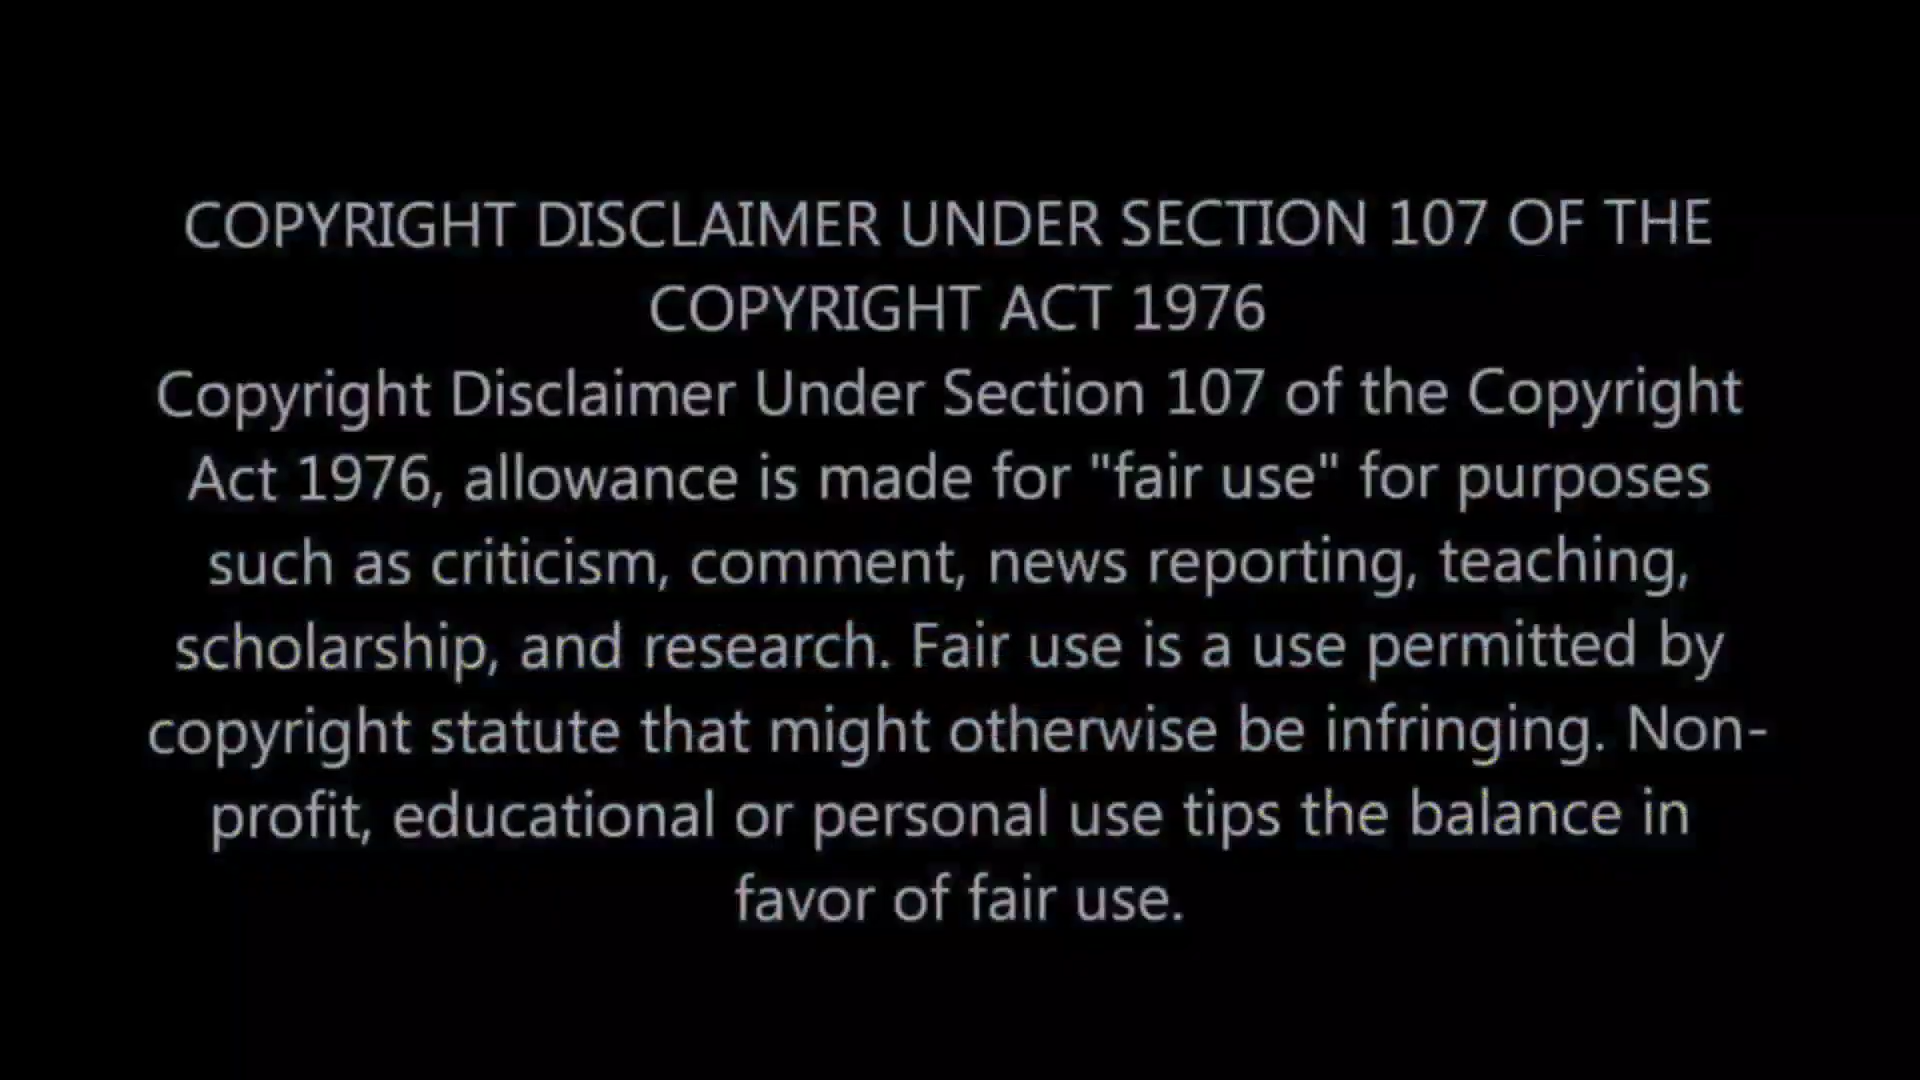 COPYRIGHT DISCLAIMER UNDER SECTION 107 OF THE
COPYRIGHT ACT 1976
Copyright Disclaimer Under Section 107 of the Copyright
Act 1976, allowance is made for "fair use" for purposes
such as criticism, comment, news reporting, teaching,
scholarship, and research. Fair use is a use permitted by
copyright statute that might otherwise be infringing. Non-
profit, educational or personal use tips the balance in
favor of fair use.